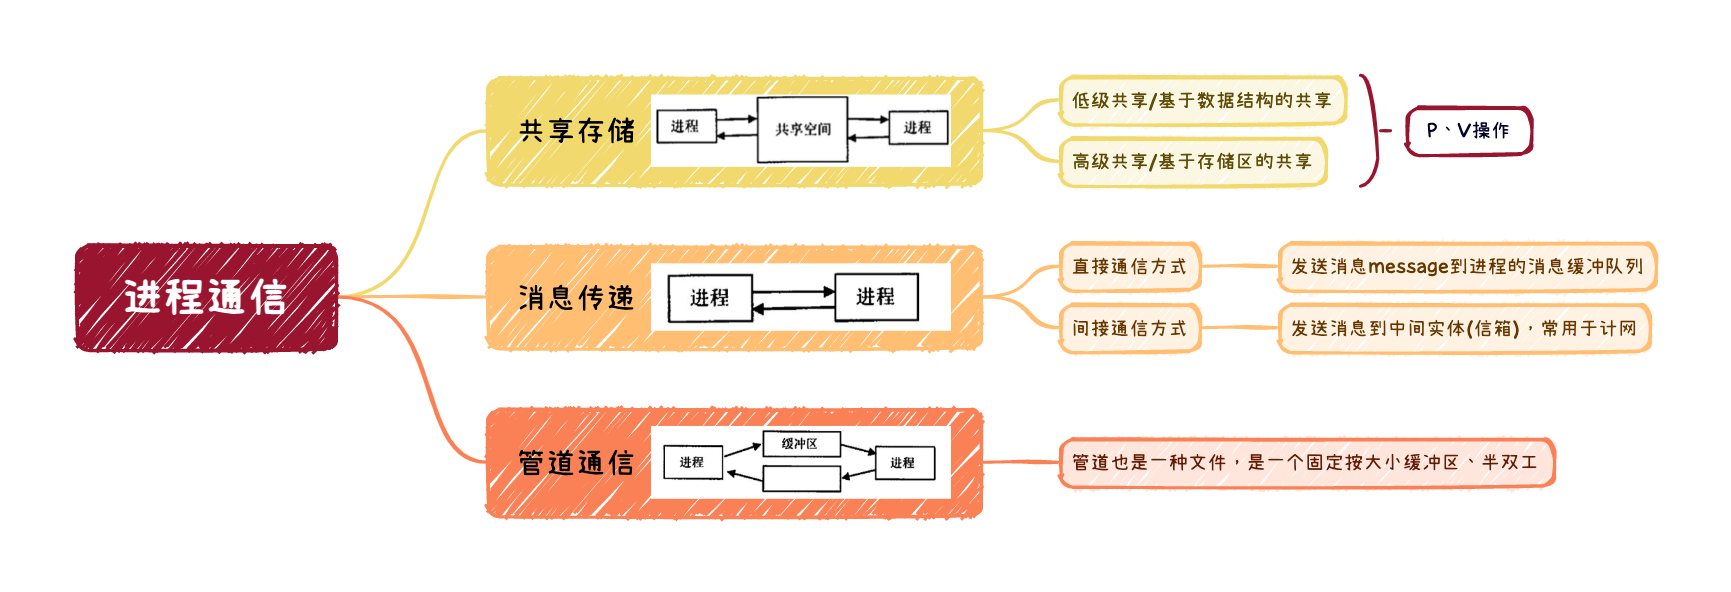 进程通信
共享存储
进程
共享空间
进程
低级共享/基于数据结构的共享
高级共享/基于存储区的共享
P、V操作
消息传递
进程
进程
直接通信方式
发送消息message到进程的消息缓冲队列
间接通信方式
发送消息到中间实体(信箱)，常用于计网
管道通信
进程
缓冲区
进程
管道也是一种文件，是一个固定按大小缓冲区、半双工